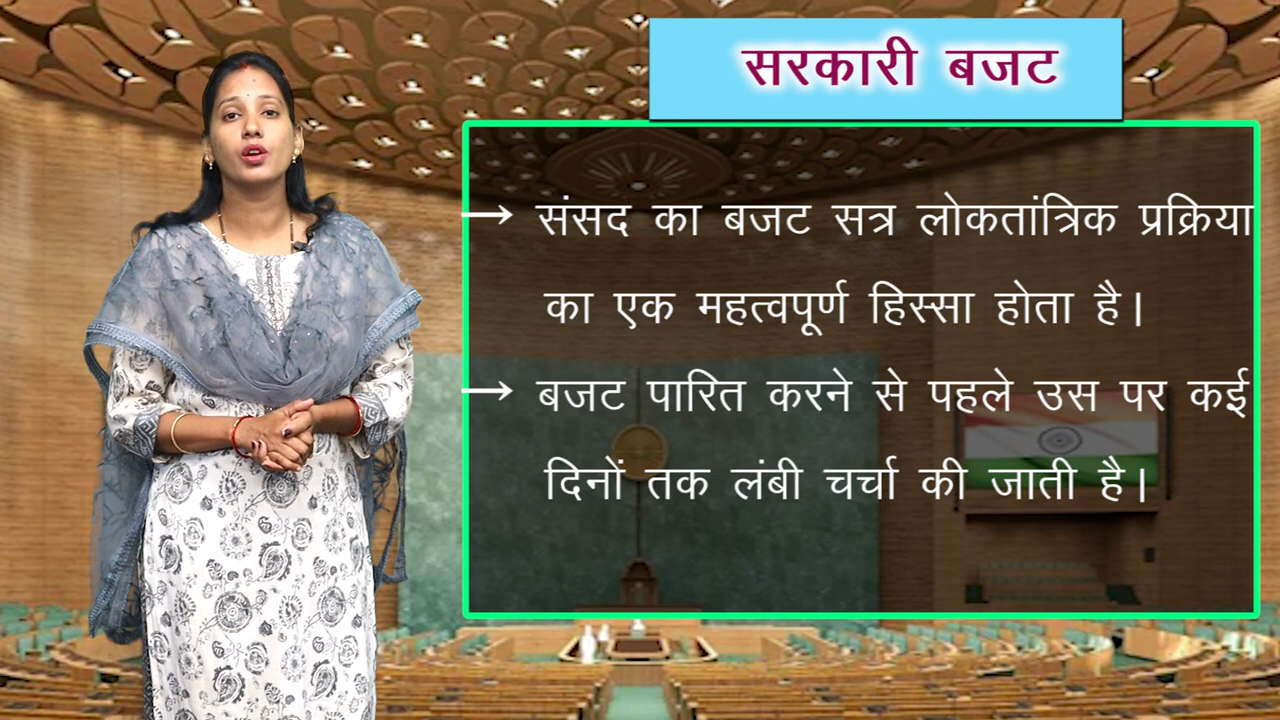 सरकारी बजट
→ संसद का बजट सत्र लोकतांत्रिक प्रक्रिया
का एक महत्वपूर्ण हिस्सा होता है।
→ बजट पारित करने से पहले उस पर कई
दिनों तक लंबी चर्चा की जाती है।